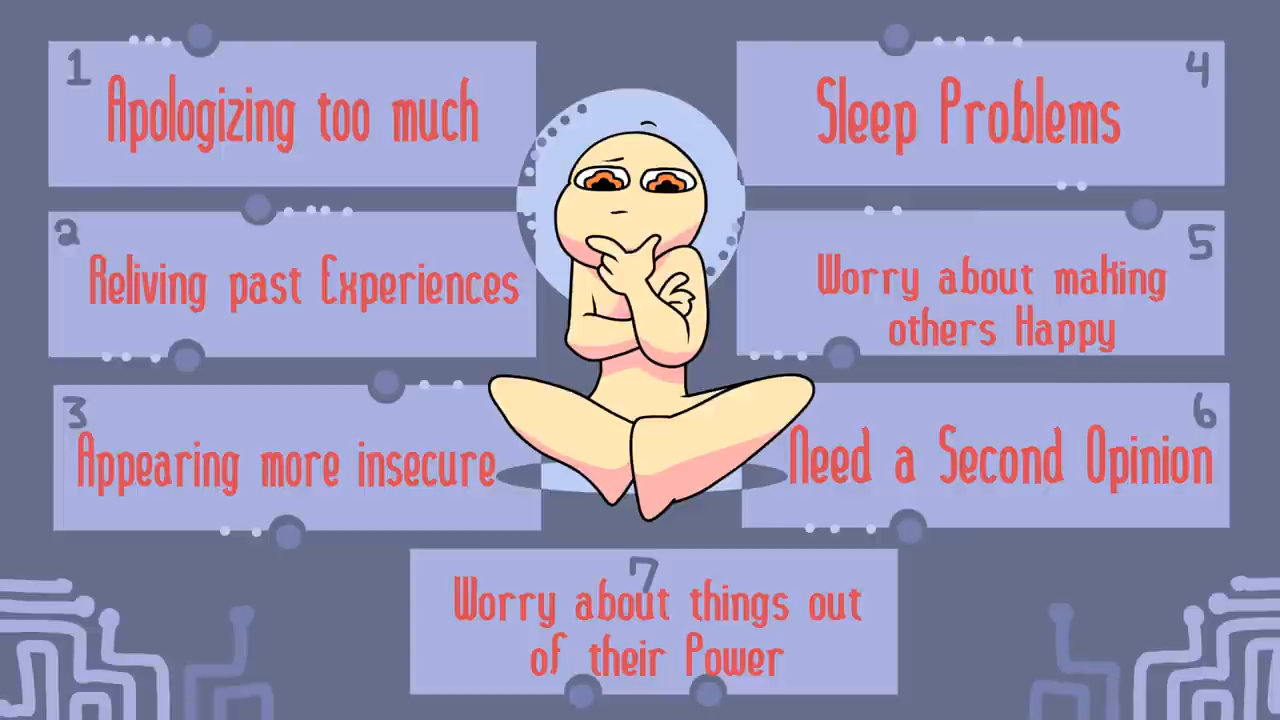 1
Apologizing too much
2
Reliving past Experiences
3
Appearing more insecure
4
Sleep Problems
5
Worry about making
others Happy
6
Need a Second Opinion
7
Worry about things out
of their Power